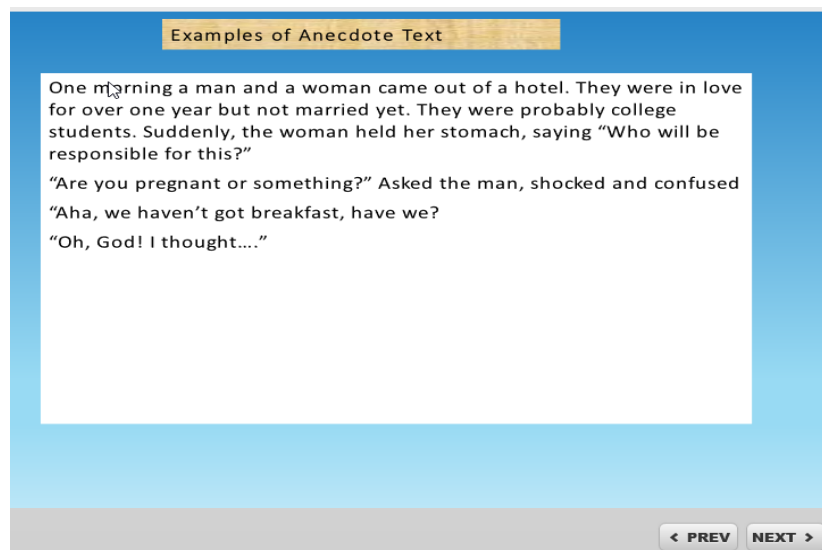 Examples of Anecdote Text
One morning a man and a woman came out of a hotel. They were in love
for over one year but not married yet. They were probably college
students. Suddenly, the woman held her stomach, saying “Who will be
responsible for this?”
“Are you pregnant or something?” Asked the man, shocked and confused
“Aha, we haven’t got breakfast, have we?
“Oh, God! I thought....”
< PREV
NEXT >